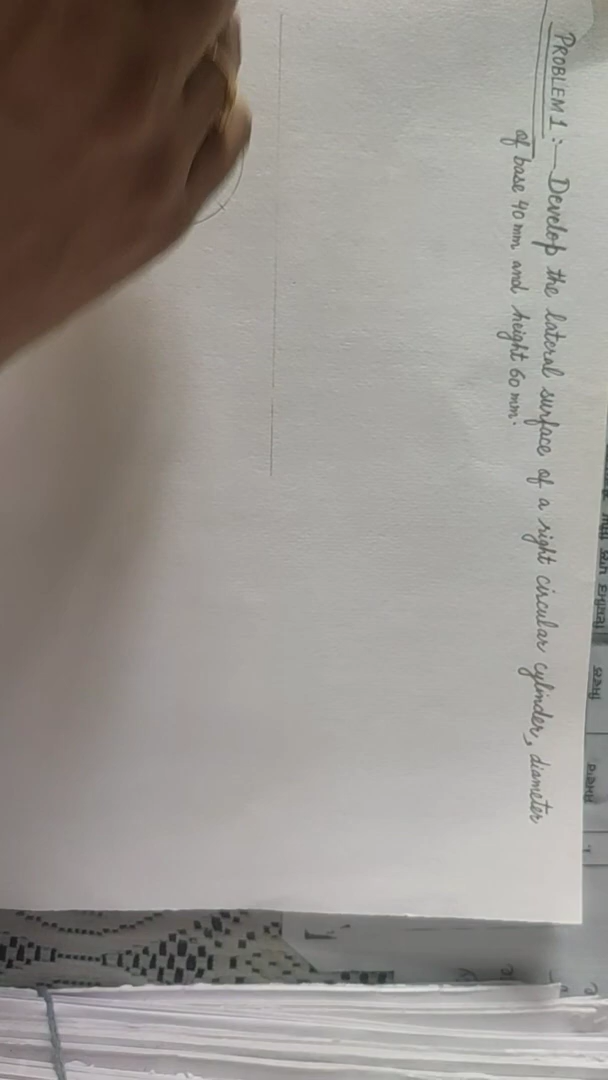 PROBLEM 1 :— Develop the lateral surface of a right circular cylinder, diameter
of base 40 mm and height 60 mm.